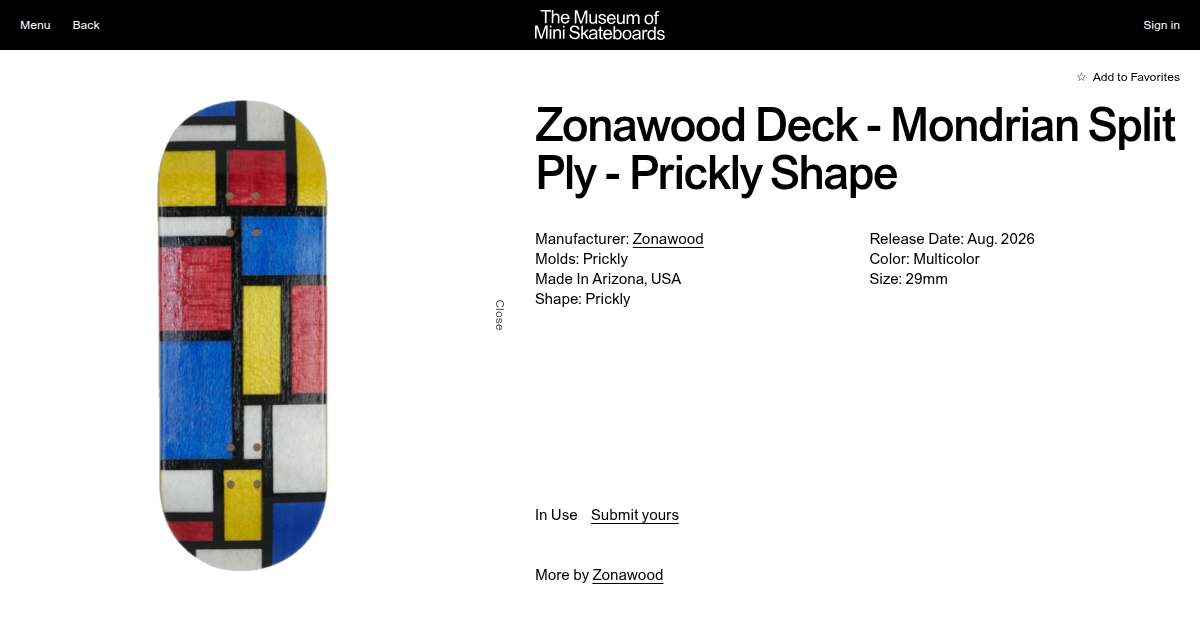 Menu
Back
The Museum of
Mini Skateboards
Sign in
☆ Add to Favorites
Zonawood Deck - Mondrian Split
Ply - Prickly Shape
Manufacturer: Zonawood
Molds: Prickly
Made In Arizona, USA
Shape: Prickly
Release Date: Aug. 2026
Color: Multicolor
Size: 29mm
Close
In Use
Submit yours
More by Zonawood